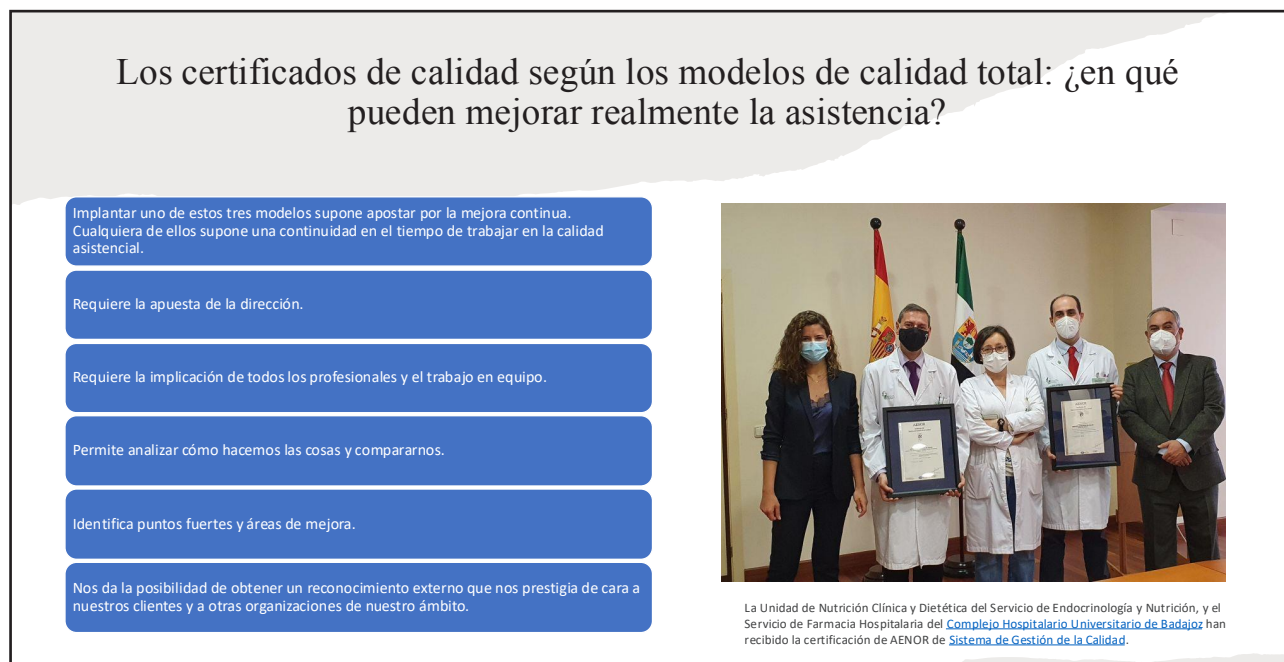 Los certificados de calidad según los modelos de calidad total: ¿en qué
pueden mejorar realmente la asistencia?
Implantar uno de estos tres modelos supone apostar por la mejora continua.
Cualquiera de ellos supone una continuidad en el tiempo de trabajar en la calidad
asistencial.
Requiere la apuesta de la dirección.
Requiere la implicación de todos los profesionales y el trabajo en equipo.
Permite analizar cómo hacemos las cosas y compararnos.
Identifica puntos fuertes y áreas de mejora.
Nos da la posibilidad de obtener un reconocimiento externo que nos prestigia de cara a
nuestros clientes y a otras organizaciones de nuestro ámbito.
La Unidad de Nutrición Clínica y Dietética del Servicio de Endocrinología y Nutrición, y el
Servicio de Farmacia Hospitalaria del Complejo Hospitalario Universitario de Badajoz han
recibido la certificación de AENOR de Sistema de Gestión de la Calidad.